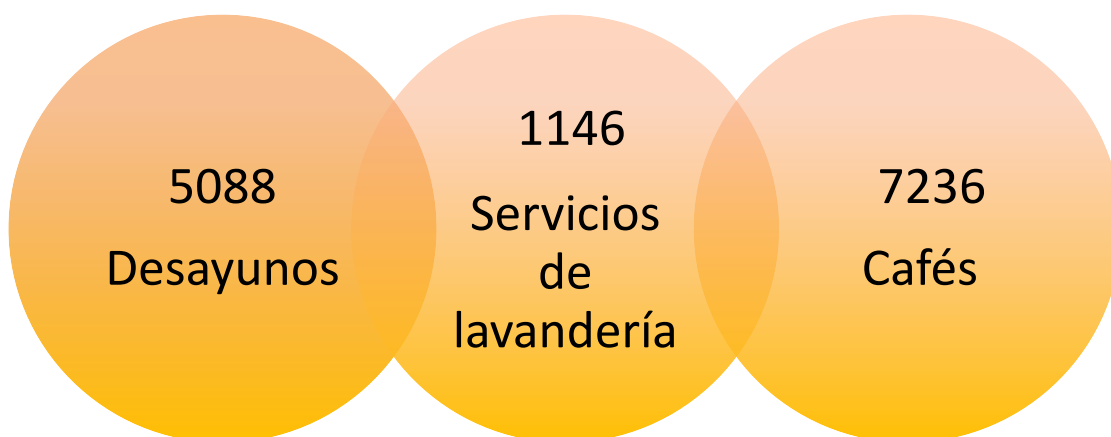 5088
Desayunos
1146
Servicios
de
lavandería
7236
Cafés